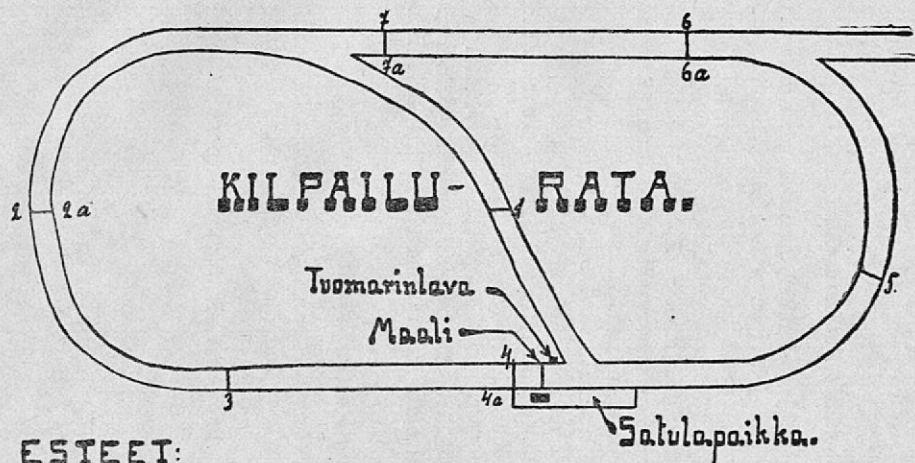 7 6
7a 6a
2 2a KILPAILU- 1 RATA.
Tuomarinlava
5.
Maali
4.
3 4a
Satulapaikka.
ESTEET: